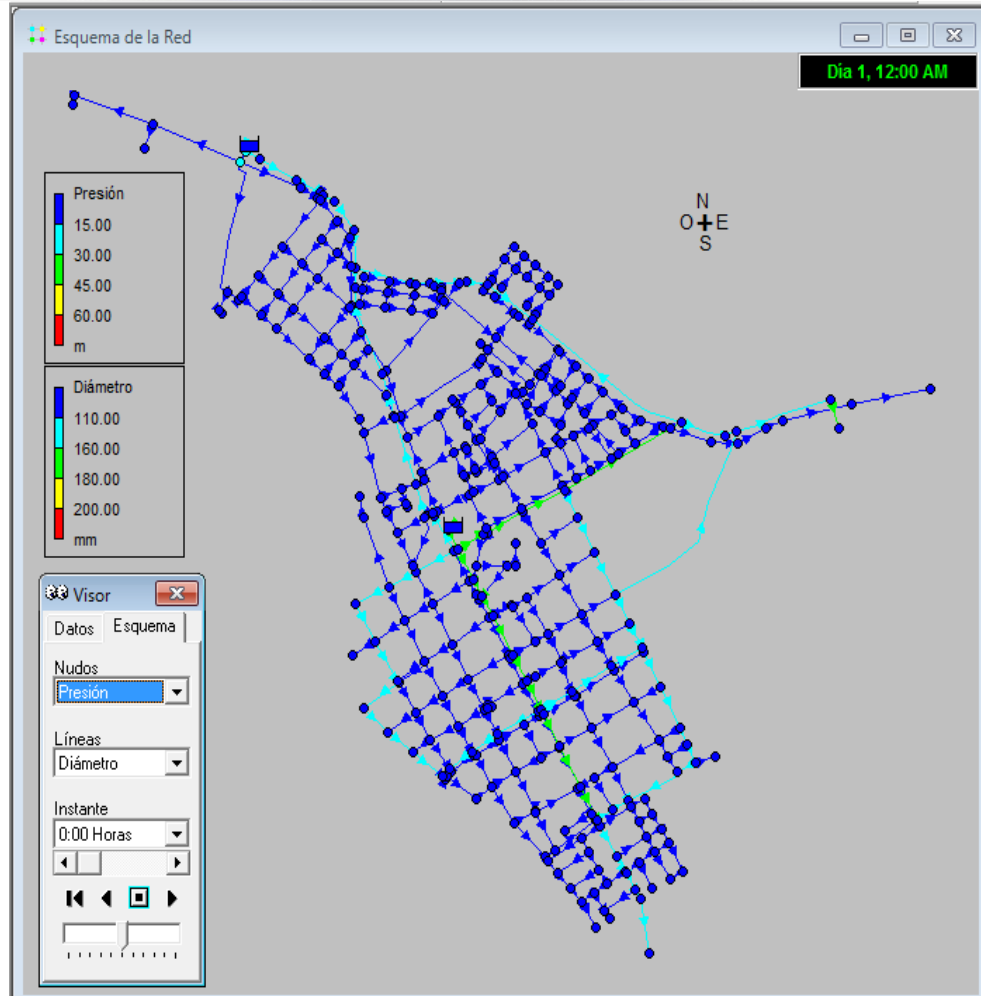 Esquema de la Red
Día 1, 12:00 AM
Presión
15.00
30.00
45.00
60.00
m
N
O E
S
Diámetro
110.00
160.00
180.00
200.00
mm
Visor
Datos Esquema
Nudos
Presión
Líneas
Diámetro
Instante
0:00 Horas